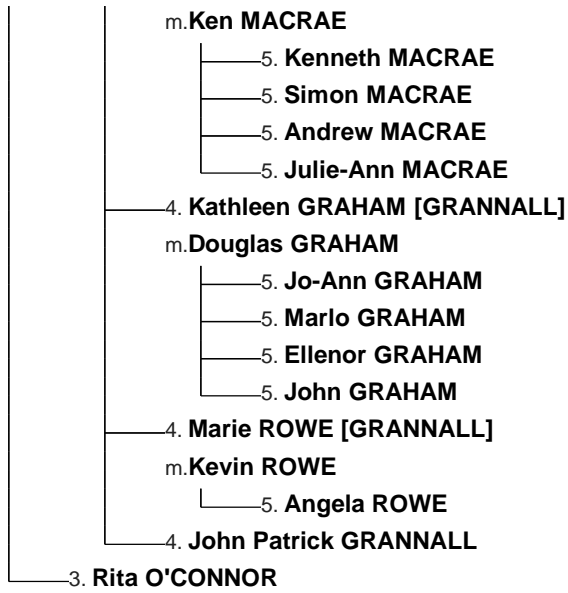 m.Ken MACRAE
5. Kenneth MACRAE
5. Simon MACRAE
5. Andrew MACRAE
5. Julie-Ann MACRAE
4. Kathleen GRAHAM [GRANNALL]
m.Douglas GRAHAM
5. Jo-Ann GRAHAM
5. Marlo GRAHAM
5. Ellenor GRAHAM
5. John GRAHAM
4. Marie ROWE [GRANNALL]
m.Kevin ROWE
5. Angela ROWE
4. John Patrick GRANNALL
3. Rita O'CONNOR